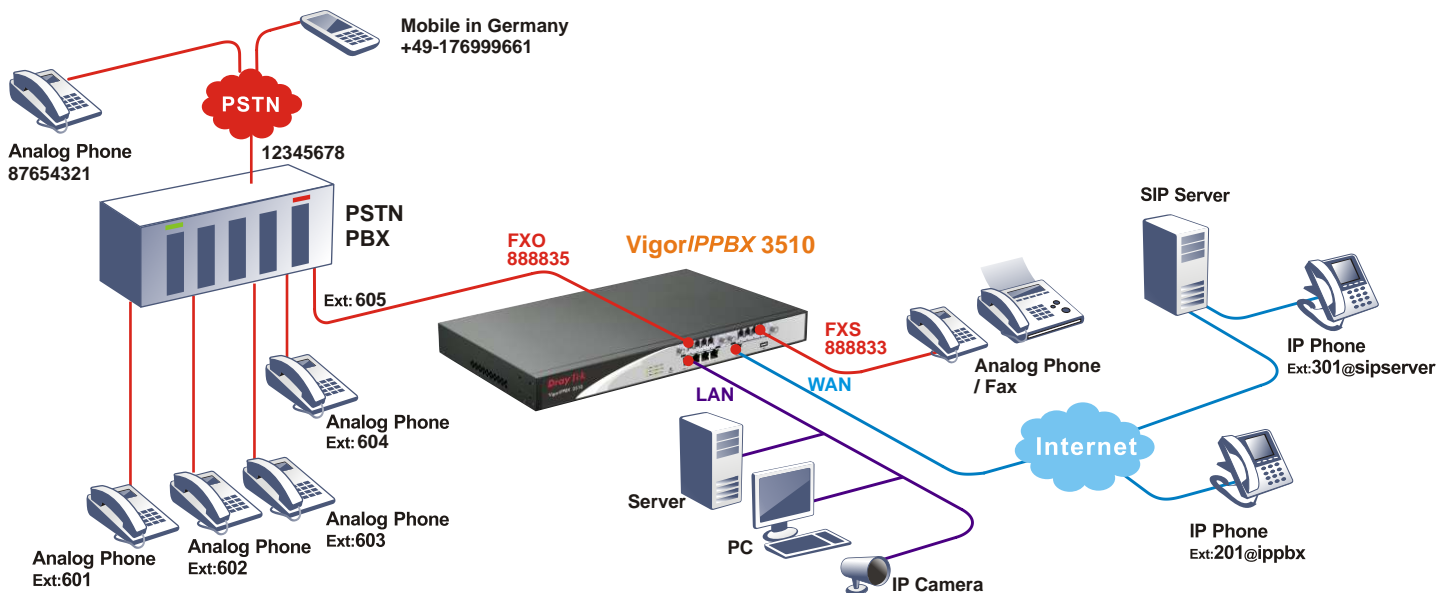 Mobile in Germany
+49-176999661
PSTN
Analog Phone
87654321
12345678
PSTN
PBX
FXO
888835
VigorIPPBX 3510
Ext: 605
SIP Server
FXS
888833
Analog Phone
/ Fax
IP Phone
Ext:301@sipserver
DrayTek
VigorIPPBX 3510
LAN
WAN
Internet
Analog Phone
Ext: 604
Server
PC
IP Camera
IP Phone
Ext:201@ippbx
Analog Phone
Ext:603
Analog Phone
Ext:602
Analog Phone
Ext:601